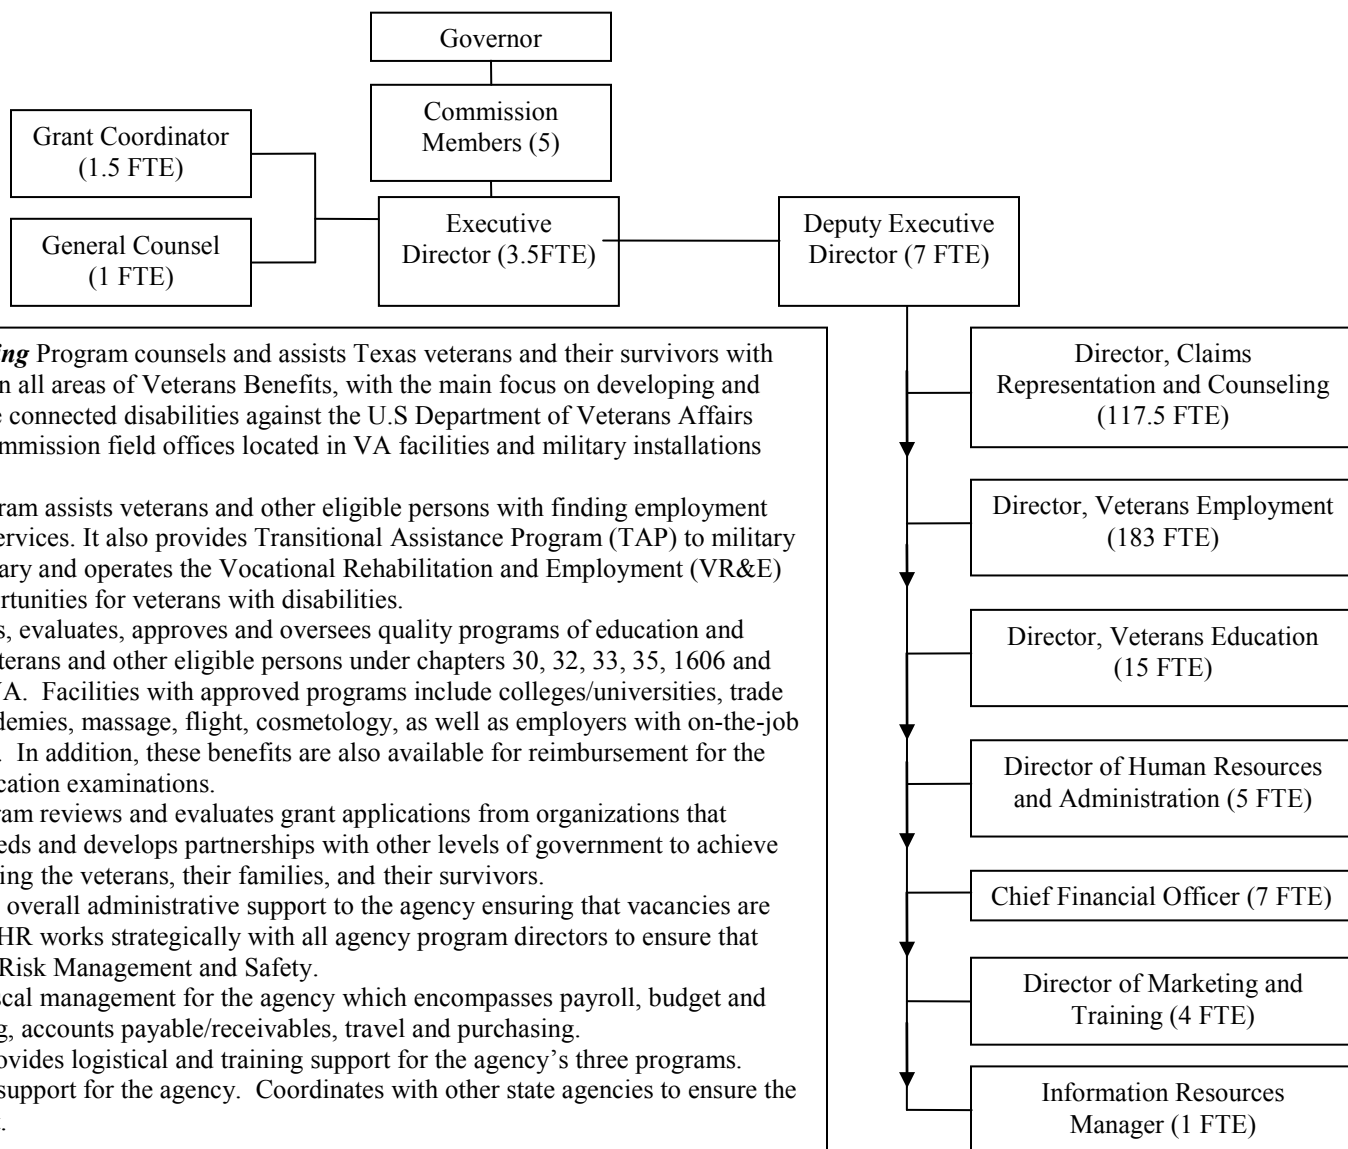 Governor
Commission
Members (5)
Grant Coordinator
(1.5 FTE)
General Counsel
(1 FTE)
Executive
Director (3.5FTE)
Deputy Executive
Director (7 FTE)
ing Program counsels and assists Texas veterans and their survivors with
n all areas of Veterans Benefits, with the main focus on developing and
e connected disabilities against the U.S Department of Veterans Affairs
ommission field offices located in VA facilities and military installations
ram assists veterans and other eligible persons with finding employment
ervices. It also provides Transitional Assistance Program (TAP) to military
ary and operates the Vocational Rehabilitation and Employment (VR&E)
ortunities for veterans with disabilities.
s, evaluates, approves and oversees quality programs of education and
eterans and other eligible persons under chapters 30, 32, 33, 35, 1606 and
VA.  Facilities with approved programs include colleges/universities, trade
demies, massage, flight, cosmetology, as well as employers with on-the-job
.  In addition, these benefits are also available for reimbursement for the
ication examinations.
ram reviews and evaluates grant applications from organizations that
eds and develops partnerships with other levels of government to achieve
ing the veterans, their families, and their survivors.
overall administrative support to the agency ensuring that vacancies are
HR works strategically with all agency program directors to ensure that
Risk Management and Safety.
scal management for the agency which encompasses payroll, budget and
g, accounts payable/receivables, travel and purchasing.
rovides logistical and training support for the agency's three programs.
support for the agency.  Coordinates with other state agencies to ensure the
.
Director, Claims
Representation and Counseling
(117.5 FTE)
Director, Veterans Employment
(183 FTE)
Director, Veterans Education
(15 FTE)
Director of Human Resources
and Administration (5 FTE)
Chief Financial Officer (7 FTE)
Director of Marketing and
Training (4 FTE)
Information Resources
Manager (1 FTE)